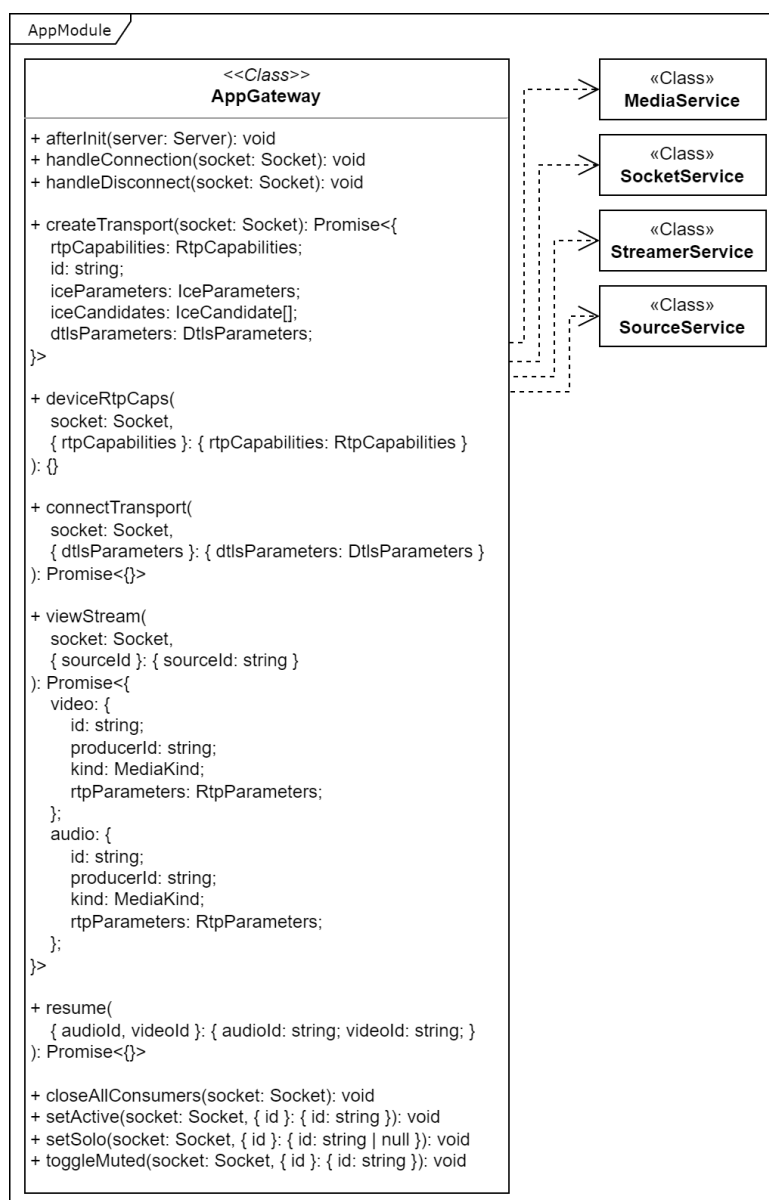 AppModule
<<Class>>
AppGateway
+ afterInit(server: Server): void
+ handleConnection(socket: Socket): void
+ handleDisconnect(socket: Socket): void
+ createTransport(socket: Socket): Promise<{
rtpCapabilities: RtpCapabilities;
id: string;
iceParameters: IceParameters;
iceCandidates: IceCandidate[];
dtlsParameters: DtlsParameters;
}>
+ deviceRtpCaps(
socket: Socket,
{ rtpCapabilities }: { rtpCapabilities: RtpCapabilities }
): {}
+ connectTransport(
socket: Socket,
{ dtlsParameters }: { dtlsParameters: DtlsParameters }
): Promise<{}>
+ viewStream(
socket: Socket,
{ sourceId }: { sourceId: string }
): Promise<{
video: {
id: string;
producerId: string;
kind: MediaKind;
rtpParameters: RtpParameters;
};
audio: {
id: string;
producerId: string;
kind: MediaKind;
rtpParameters: RtpParameters;
};
}>
+ resume(
{ audioId, videoId }: { audioId: string; videoId: string; }
): Promise<{}>
+ closeAllConsumers(socket: Socket): void
+ setActive(socket: Socket, { id }: { id: string }): void
+ setSolo(socket: Socket, { id }: { id: string | null }): void
+ toggleMuted(socket: Socket, { id }: { id: string }): void
«Class»
MediaService
«Class»
SocketService
«Class»
StreamerService
«Class»
SourceService